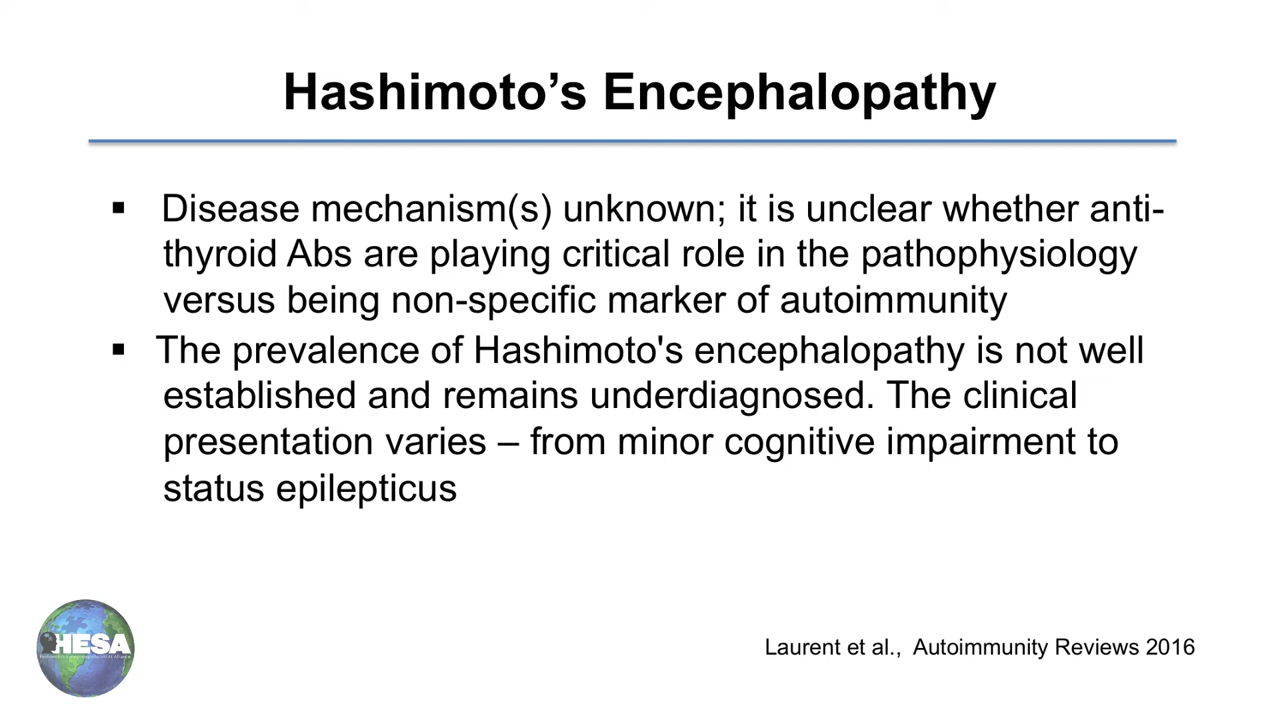 Hashimoto’s Encephalopathy
▪ Disease mechanism(s) unknown; it is unclear whether anti-
thyroid Abs are playing critical role in the pathophysiology
versus being non-specific marker of autoimmunity
▪ The prevalence of Hashimoto's encephalopathy is not well
established and remains underdiagnosed. The clinical
presentation varies – from minor cognitive impairment to
status epilepticus
HESA
Laurent et al., Autoimmunity Reviews 2016